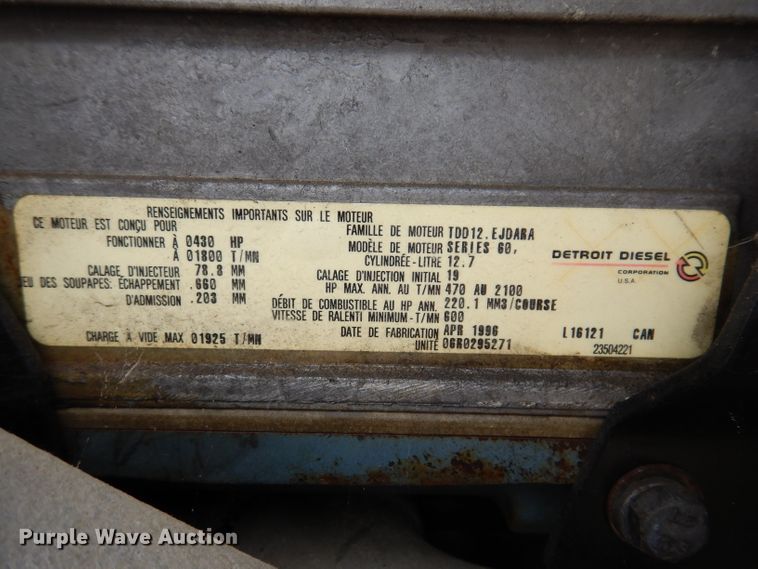 RENSEIGNEMENTS IMPORTANTS SUR LE MOTEUR
CE MOTEUR EST CONÇU POUR
FONCTIONNER À 0430 HP
À 01800 T/MN
CALAGE D'INJECTEUR 78.8 MM
JEU DES SOUPAPES: ÉCHAPPEMENT .660 MM
D'ADMISSION .203 MM
CHARGE À VIDE MAX 01925 T/MN
FAMILLE DE MOTEUR TDD12.EJDARA
MODÈLE DE MOTEUR SERIES 60,
CYLINDRÉE-LITRE 12.7
CALAGE D'INJECTION INITIAL 19
HP MAX. ANN. AU T/MN 470 AU 2100
DÉBIT DE COMBUSTIBLE AU HP ANN. 220.1 MM3/COURSE
VITESSE DE RALENTI MINIMUM-T/MN 600
DATE DE FABRICATION APR 1996
UNITÉ 06R0295271
DETROIT DIESEL
CORPORATION
U.S.A.
L16121 CAN
23504221
Purple Wave Auction